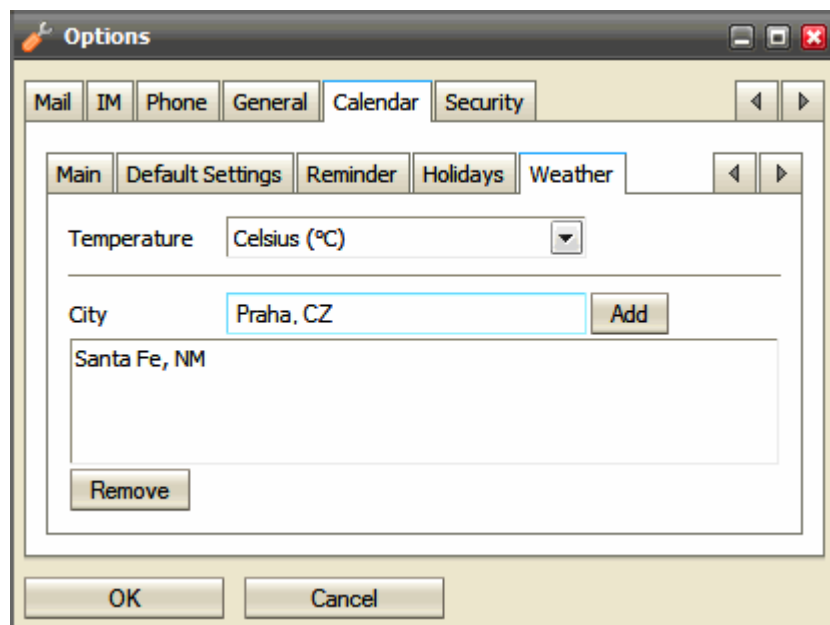 Options
Mail IM Phone General Calendar Security
Main Default Settings Reminder Holidays Weather
Temperature Celsius (ºC)
City Praha, CZ Add
Santa Fe, NM
Remove
OK Cancel